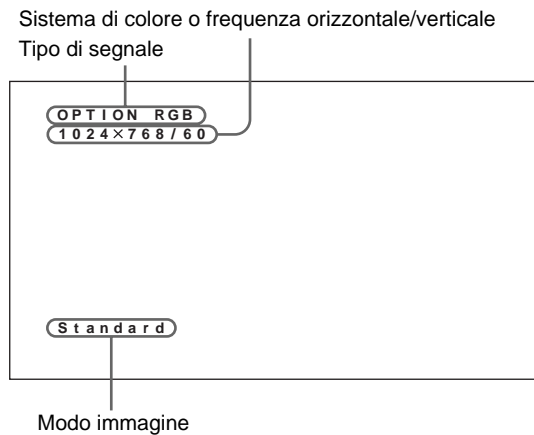 Sistema di colore o frequenza orizzontale/verticale
Tipo di segnale
OPTION RGB
1024×768/60
Standard
Modo immagine